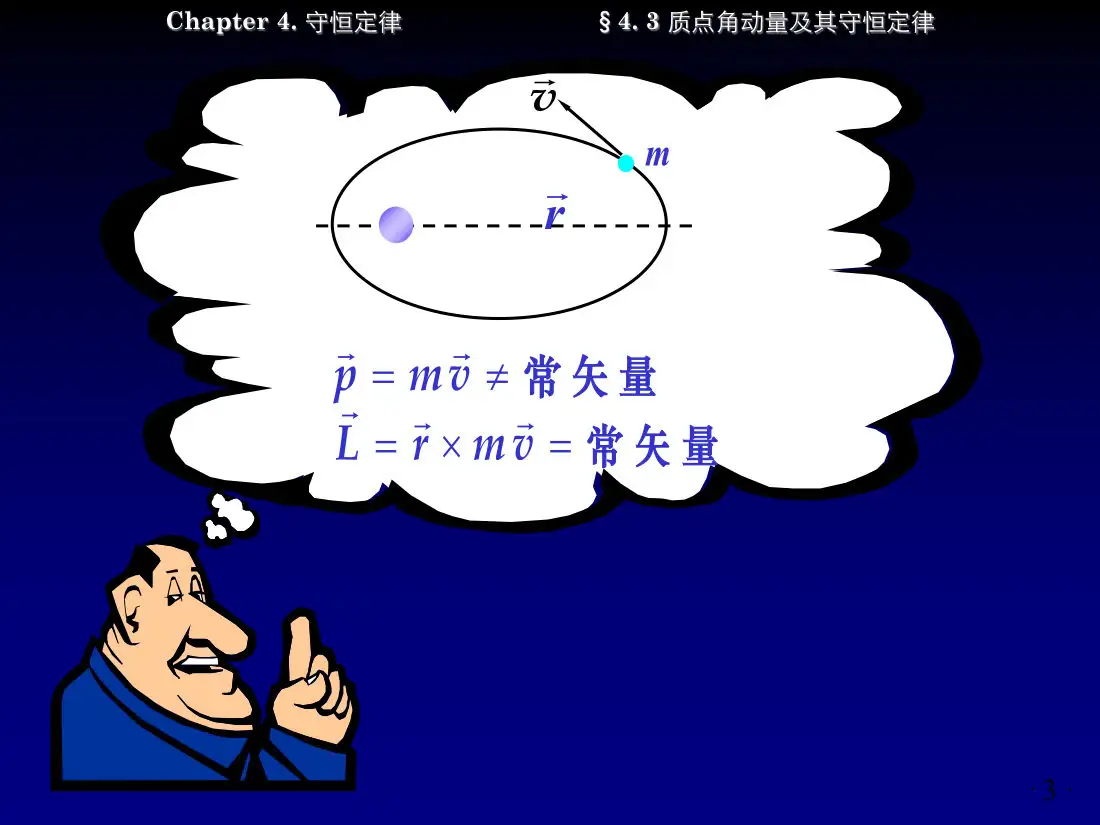 Chapter 4. 守恒定律 §4. 3 质点角动量及其守恒定律
v⃗
m
r⃗
p⃗ = mv⃗ ≠ 常矢量
L⃗ = r⃗ × mv⃗ = 常矢量
·3·